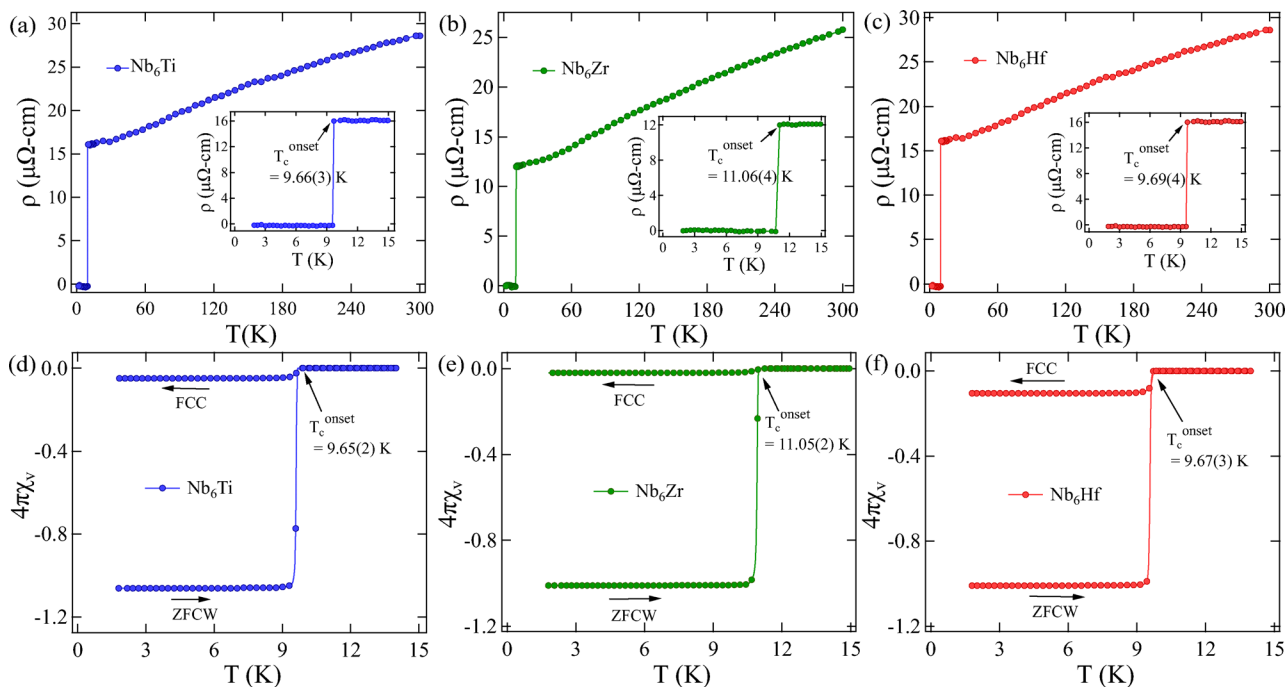 (a)
30
25
20
15
10
5
0
ρ (μΩ-cm)
Nb6Ti
16
12
8
4
0
ρ (μΩ-cm)
Tc onset
= 9.66(3) K
0 3 6 9 12 15
T (K)
0 60 120 180 240 300
T(K)
(b)
25
20
15
10
5
0
ρ (μΩ-cm)
Nb6Zr
12
8
4
0
ρ (μΩ-cm)
Tc onset
= 11.06(4) K
0 3 6 9 12 15
T (K)
0 60 120 180 240 300
T (K)
(c)
30
25
20
15
10
5
0
ρ (μΩ-cm)
Nb6Hf
16
12
8
4
0
ρ (μΩ-cm)
Tc onset
= 9.69(4) K
0 3 6 9 12 15
T (K)
0 60 120 180 240 300
T (K)
(d)
0.0
-0.4
-0.8
-1.2
4πχv
FCC
Tc onset
= 9.65(2) K
Nb6Ti
ZFCW
0 3 6 9 12 15
T (K)
(e)
0.0
-0.4
-0.8
-1.2
4πχv
FCC
Tc onset
= 11.05(2) K
Nb6Zr
ZFCW
0 3 6 9 12 15
T (K)
(f)
0.0
-0.4
-0.8
-1.2
4πχv
FCC
Tc onset
= 9.67(3) K
Nb6Hf
ZFCW
0 3 6 9 12 15
T (K)